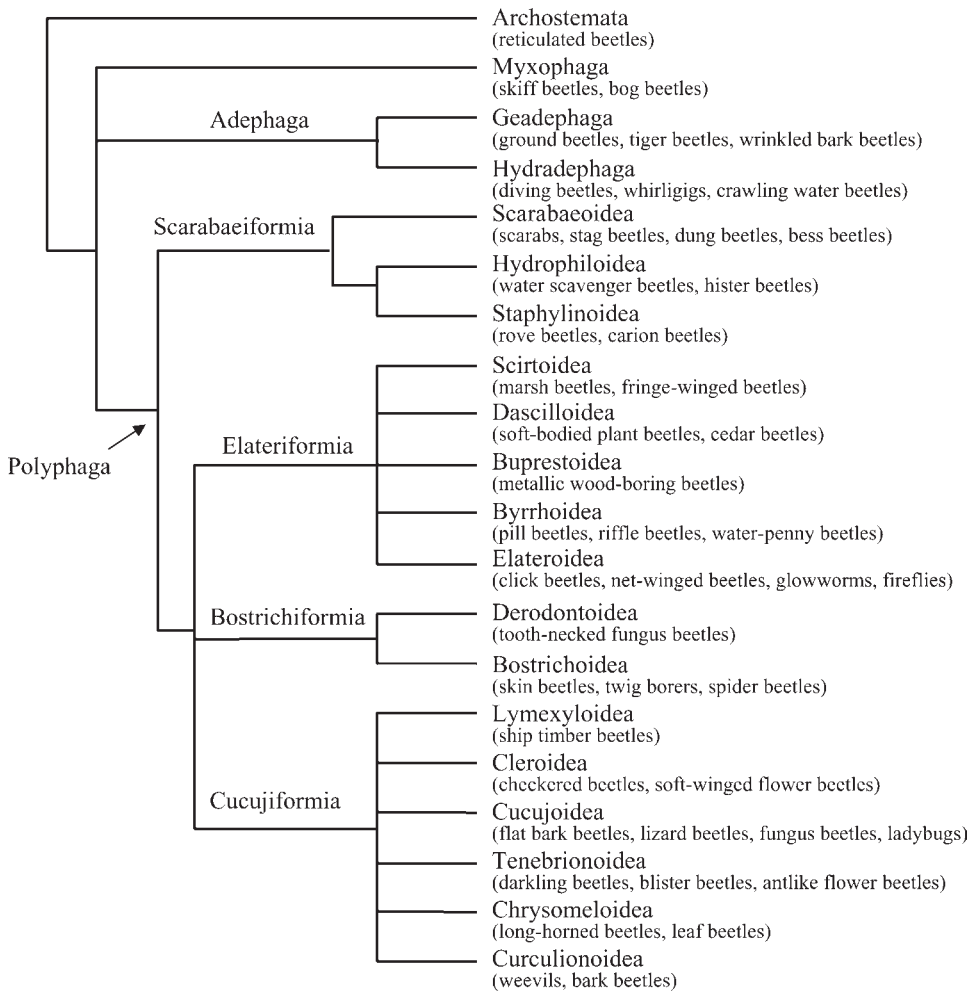 Archostemata
(reticulated beetles)
Myxophaga
(skiff beetles, bog beetles)
Adephaga
Geadephaga
(ground beetles, tiger beetles, wrinkled bark beetles)
Hydradephaga
(diving beetles, whirligigs, crawling water beetles)
Scarabaeiformia
Scarabaeoidea
(scarabs, stag beetles, dung beetles, bess beetles)
Hydrophiloidea
(water scavenger beetles, hister beetles)
Staphylinoidea
(rove beetles, carion beetles)
Polyphaga
Elateriformia
Scirtoidea
(marsh beetles, fringe-winged beetles)
Dascilloidea
(soft-bodied plant beetles, cedar beetles)
Buprestoidea
(metallic wood-boring beetles)
Byrrhoidea
(pill beetles, riffle beetles, water-penny beetles)
Elateroidea
(click beetles, net-winged beetles, glowworms, fireflies)
Bostrichiformia
Derodontoidea
(tooth-necked fungus beetles)
Bostrichoidea
(skin beetles, twig borers, spider beetles)
Cucujiformia
Lymexyloidea
(ship timber beetles)
Cleroidea
(checkered beetles, soft-winged flower beetles)
Cucujoidea
(flat bark beetles, lizard beetles, fungus beetles, ladybugs)
Tenebrionoidea
(darkling beetles, blister beetles, antlike flower beetles)
Chrysomeloidea
(long-horned beetles, leaf beetles)
Curculionoidea
(weevils, bark beetles)